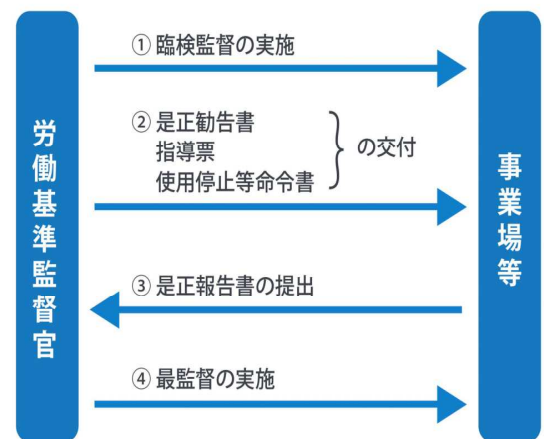 労働基準監督官
① 臨検監督の実施
② 是正勧告書
指導票
使用停止等命令書
の交付
③ 是正報告書の提出
④ 最監督の実施
事業場等